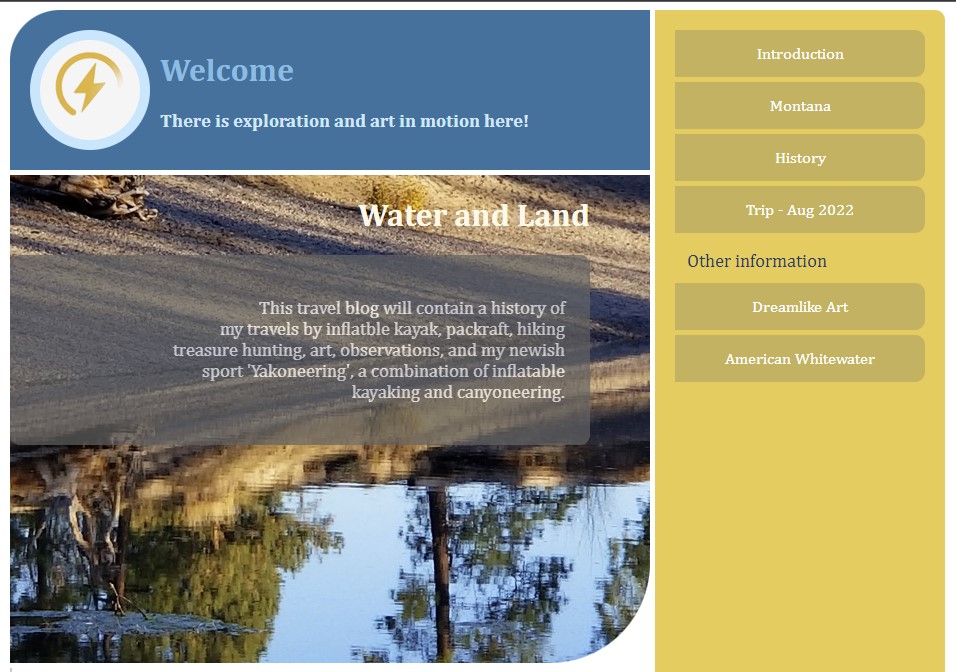 Welcome
There is exploration and art in motion here!
Water and Land
This travel blog will contain a history of
my travels by inflatble kayak, packraft, hiking
treasure hunting, art, observations, and my newish
sport 'Yakoneering', a combination of inflatable
kayaking and canyoneering.
Introduction
Montana
History
Trip - Aug 2022
Other information
Dreamlike Art
American Whitewater